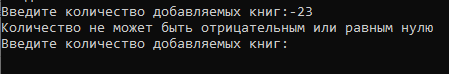 Введите количество добавляемых книг:-23
Количество не может быть отрицательным или равным нулю
Введите количество добавляемых книг: